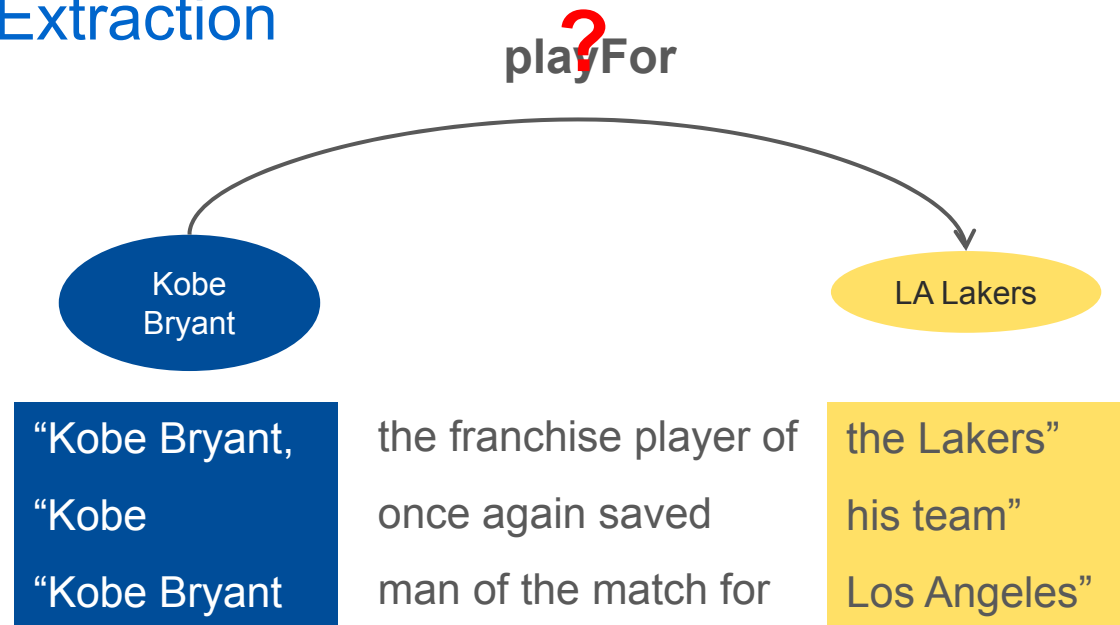 Extraction
?
playFor
Kobe
Bryant
LA Lakers
“Kobe Bryant, the franchise player of the Lakers”
“Kobe once again saved his team”
“Kobe Bryant man of the match for Los Angeles”